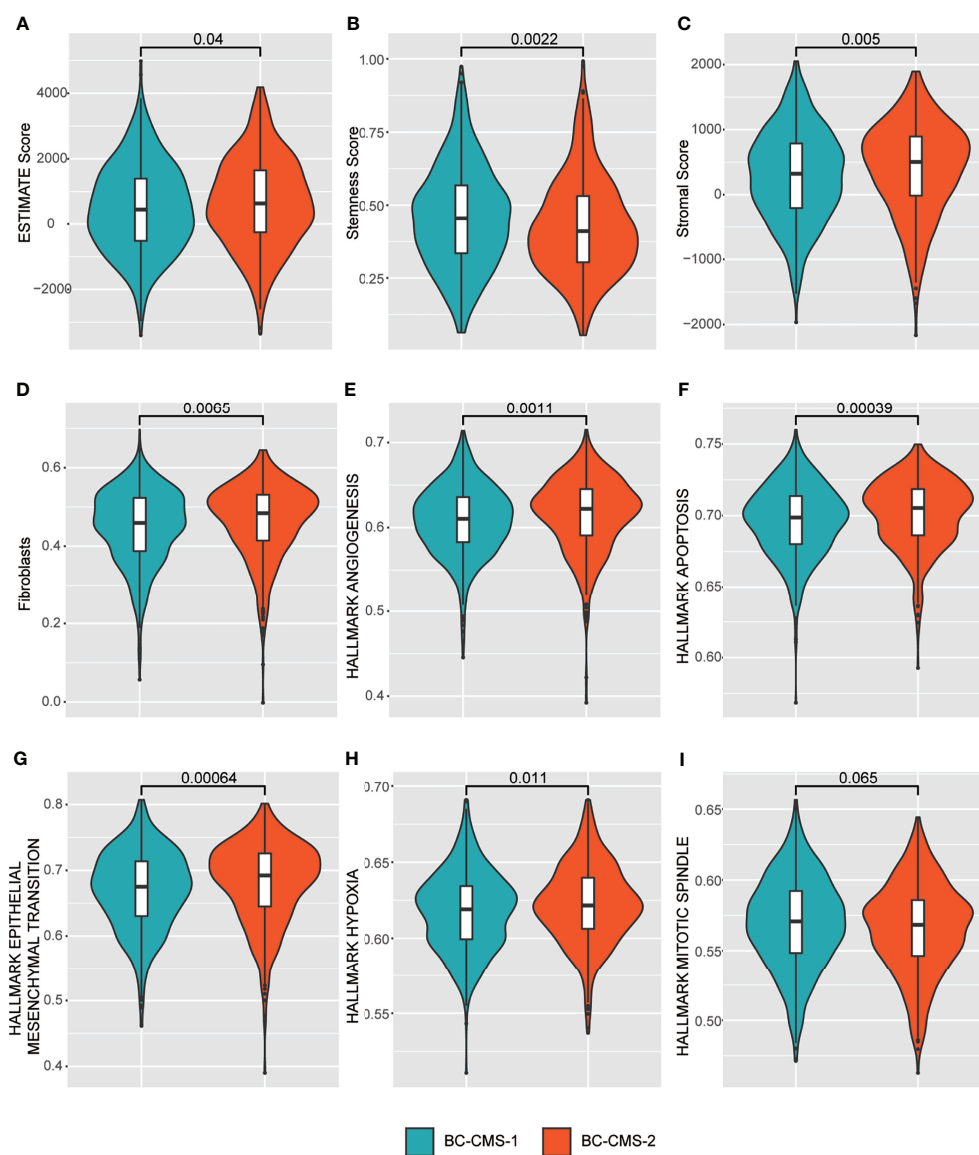 A
0.04
ESTIMATE Score
4000
2000
0
−2000
B
0.0022
Stemness Score
1.00
0.75
0.50
0.25
C
0.005
Stromal Score
2000
1000
0
−1000
−2000
D
0.0065
Fibroblasts
0.6
0.4
0.2
0.0
E
0.0011
HALLMARK ANGIOGENESIS
0.7
0.6
0.5
0.4
F
0.00039
HALLMARK APOPTOSIS
0.75
0.70
0.65
0.60
G
0.00064
HALLMARK EPITHELIAL
MESENCHYMAL TRANSITION
0.8
0.7
0.6
0.5
0.4
H
0.011
HALLMARK HYPOXIA
0.70
0.65
0.60
0.55
I
0.065
HALLMARK MITOTIC SPINDLE
0.65
0.60
0.55
0.50
BC-CMS-1 BC-CMS-2